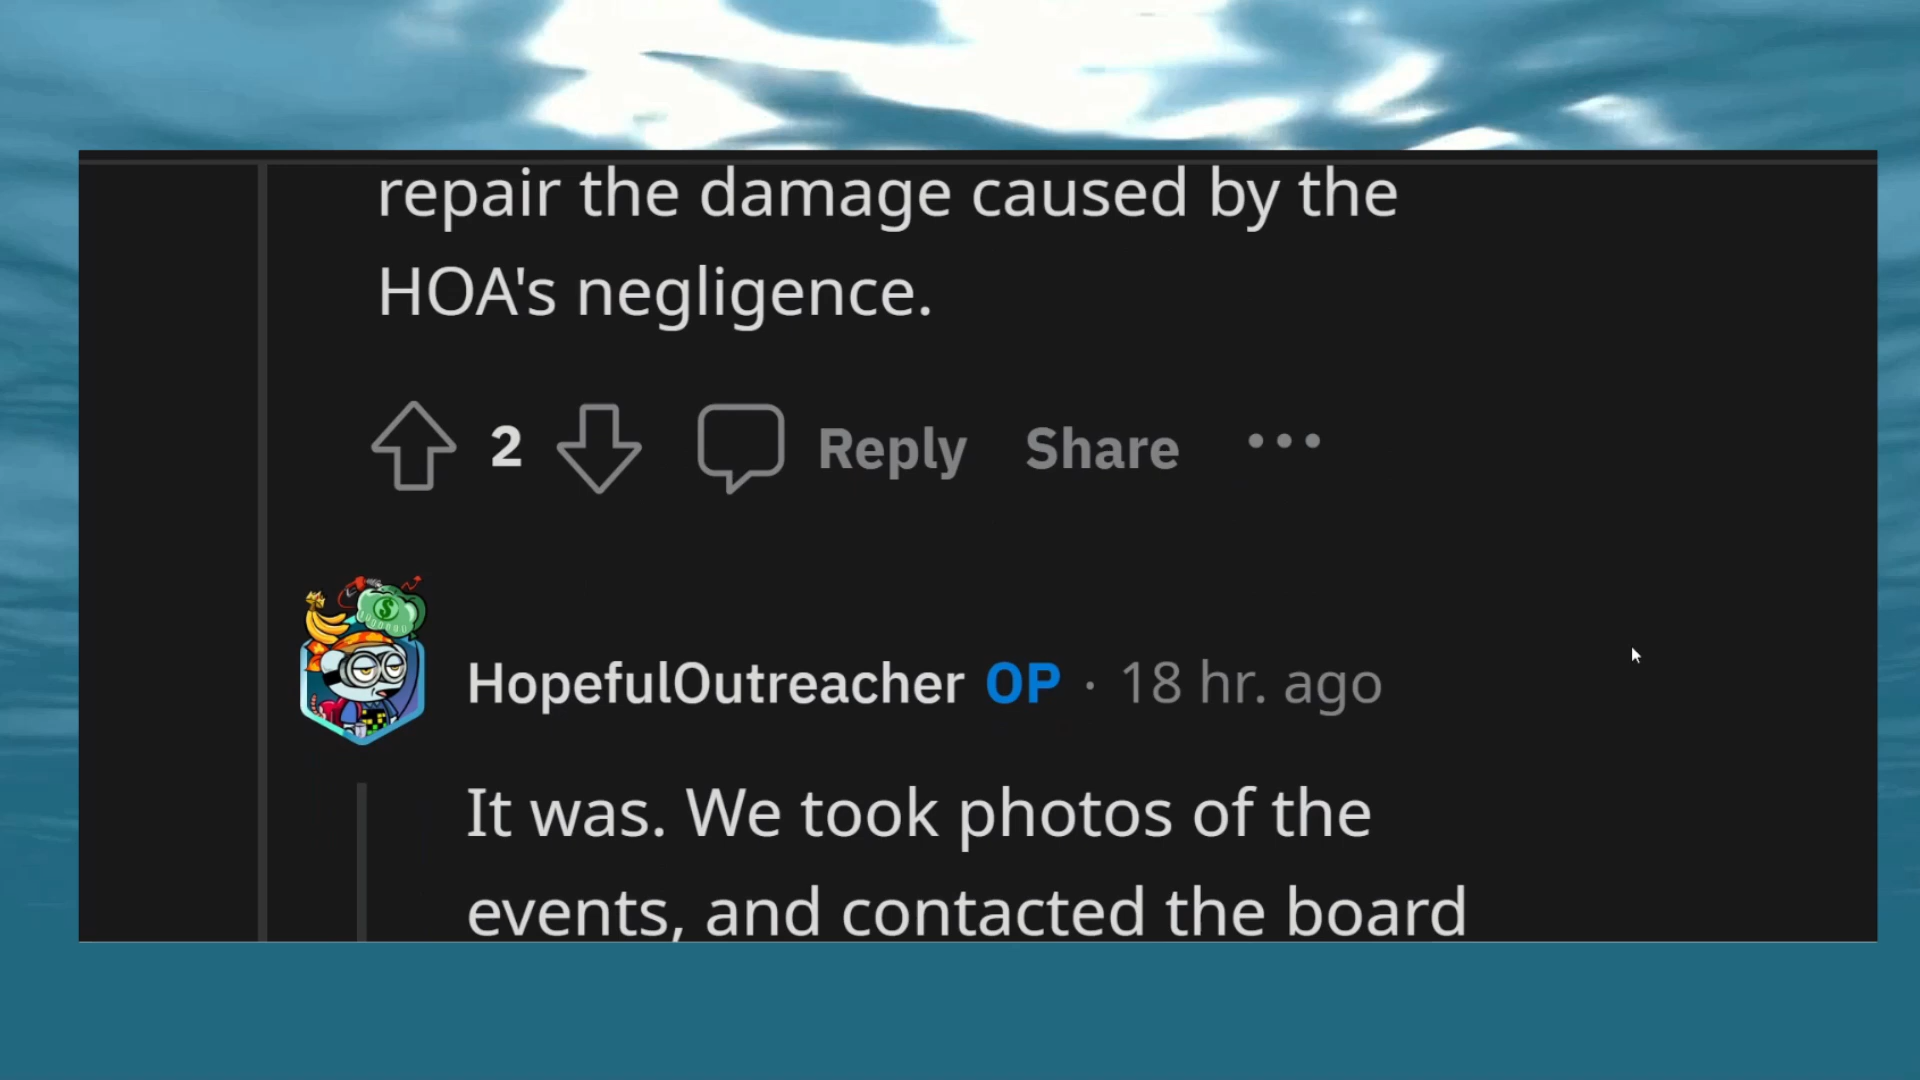 repair the damage caused by the
HOA's negligence.
2 Reply Share •••
HopefulOutreacher OP · 18 hr. ago
It was. We took photos of the
events, and contacted the board